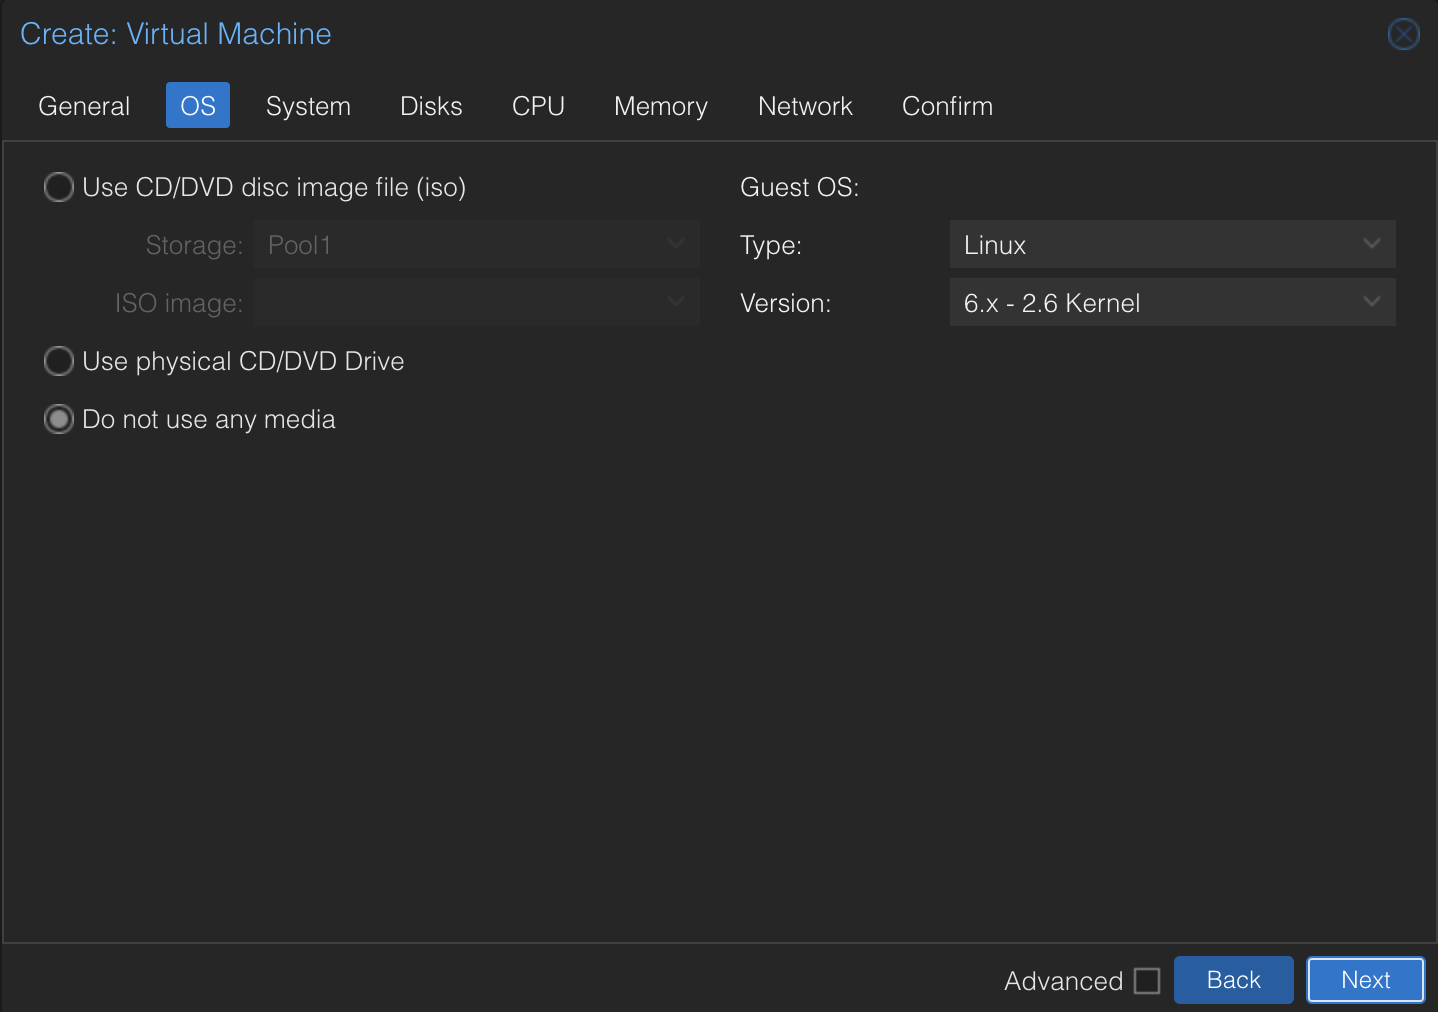 Create: Virtual Machine
General OS System Disks CPU Memory Network Confirm
Use CD/DVD disc image file (iso)
Storage: Pool1
ISO image:
Use physical CD/DVD Drive
Do not use any media
Guest OS:
Type: Linux
Version: 6.x - 2.6 Kernel
Advanced Back Next